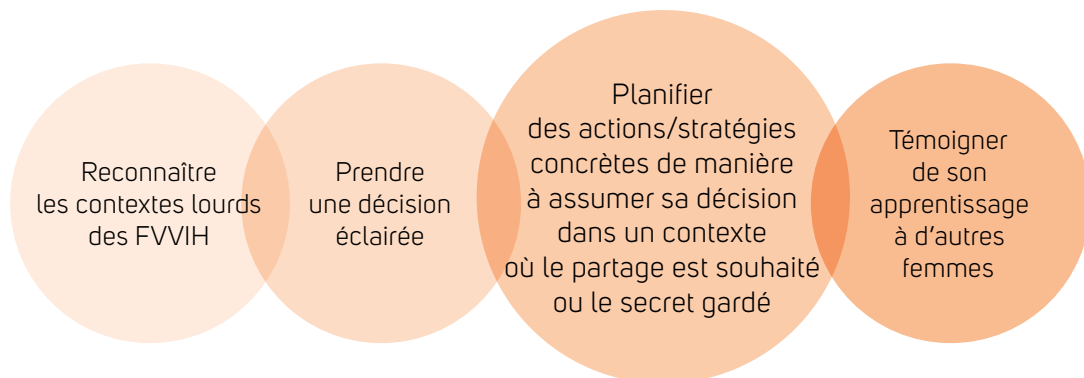 Reconnaître
les contextes lourds
des FVVIH
Prendre
une décision
éclairée
Planifier
des actions/stratégies
concrètes de manière
à assumer sa décision
dans un contexte
où le partage est souhaité
ou le secret gardé
Témoigner
de son
apprentissage
à d'autres
femmes